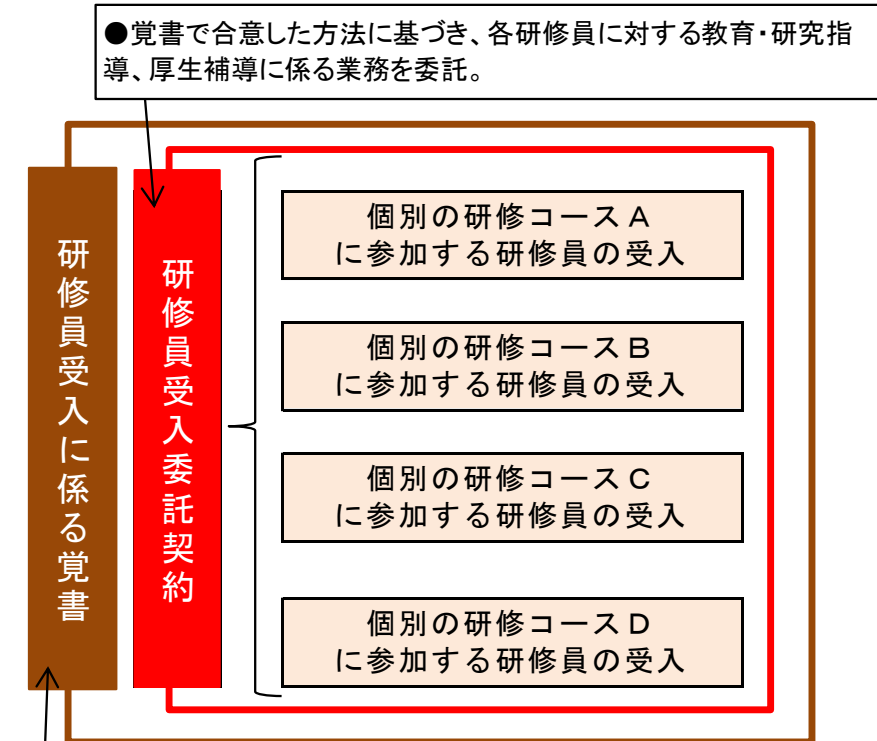 ●覚書で合意した方法に基づき、各研修員に対する教育・研究指
導、厚生補導に係る業務を委託。
研修員受入に係る覚書
研修員受入委託契約
個別の研修コースＡ
に参加する研修員の受入
個別の研修コースＢ
に参加する研修員の受入
個別の研修コースＣ
に参加する研修員の受入
個別の研修コースＤ
に参加する研修員の受入